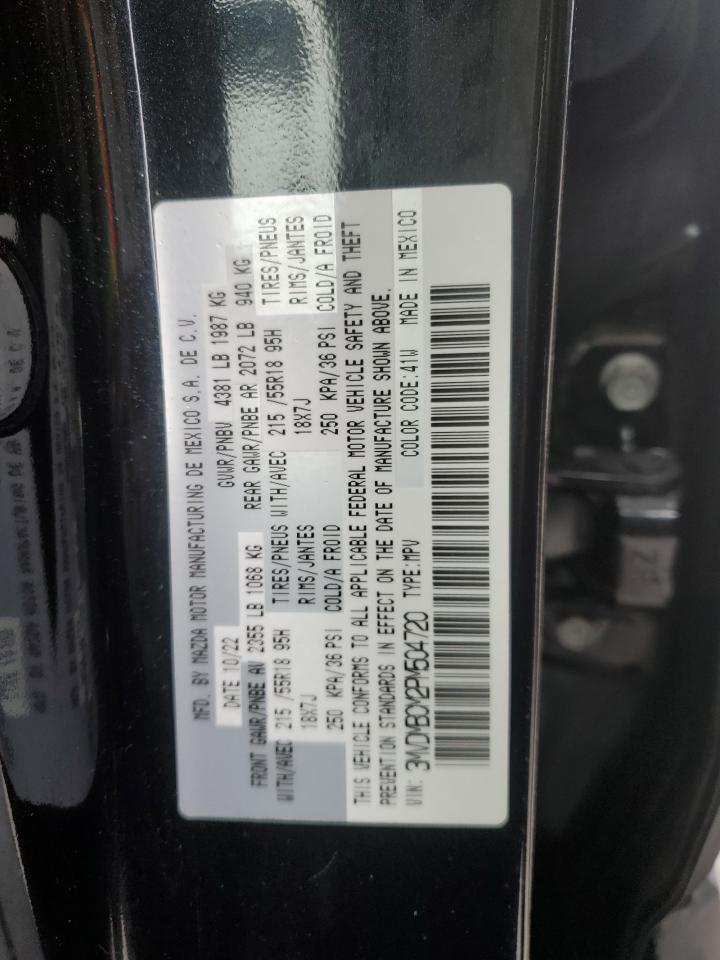 MFD. BY MAZDA MOTOR MANUFACTURING DE MEXICO S.A. DE C.V.
DATE 10/22 GVWR/PNBV 4381 LB 1987 KG
FRONT GAWR/PNBE AV 2355 LB 1068 KG REAR GAWR/PNBE AR 2072 LB 940 KG
WITH/AVEC 215 /55R18 95H TIRES/PNEUS WITH/AVEC 215 /55R18 95H TIRES/PNEUS
18X7J RIMS/JANTES 18X7J RIMS/JANTES
250 KPA/36 PSI COLD/A FROID 250 KPA/36 PSI COLD/A FROID
THIS VEHICLE CONFORMS TO ALL APPLICABLE FEDERAL MOTOR VEHICLE SAFETY AND THEFT
PREVENTION STANDARDS IN EFFECT ON THE DATE OF MANUFACTURE SHOWN ABOVE.
VIN: 3MVDMBCY2PM504720 TYPE:MPV COLOR CODE:41W MADE IN MEXICO